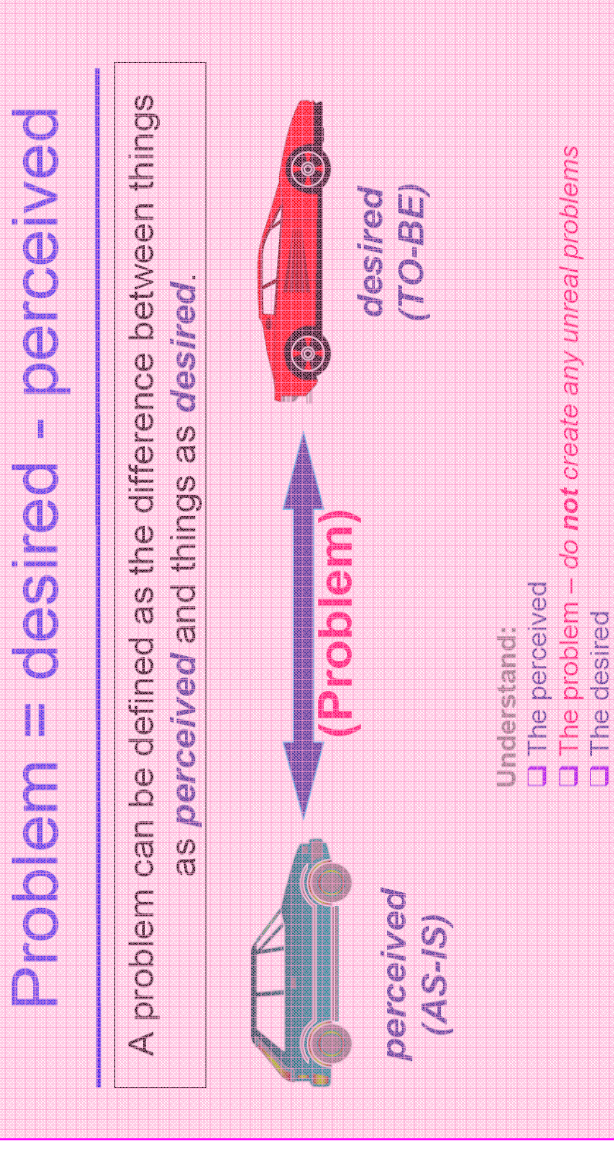 Problem = desired - perceived
A problem can be defined as the difference between things
as perceived and things as desired.
(Problem)
perceived
(AS-IS)
desired
(TO-BE)
Understand:
❑ The perceived
❑ The problem – do not create any unreal problems
❑ The desired